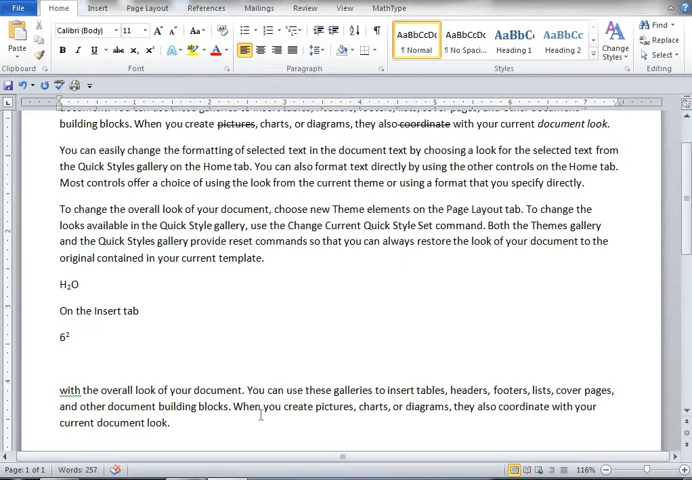 File Home Insert Page Layout References Mailings Review View MathType
Paste
Calibri (Body) 11
B I U abc x₂ x² A
Clipboard Font Paragraph Styles Editing
AaBbCcDc AaBbCcDc AaBbC AaBbCc
¶ Normal ¶ No Spaci... Heading 1 Heading 2
Change
Styles
Find
Replace
Select
building blocks. When you create pictures, charts, or diagrams, they also coordinate with your current document look.
You can easily change the formatting of selected text in the document text by choosing a look for the selected text from
the Quick Styles gallery on the Home tab. You can also format text directly by using the other controls on the Home tab.
Most controls offer a choice of using the look from the current theme or using a format that you specify directly.
To change the overall look of your document, choose new Theme elements on the Page Layout tab. To change the
looks available in the Quick Style gallery, use the Change Current Quick Style Set command. Both the Themes gallery
and the Quick Styles gallery provide reset commands so that you can always restore the look of your document to the
original contained in your current template.
H₂O
On the Insert tab
6²
with the overall look of your document. You can use these galleries to insert tables, headers, footers, lists, cover pages,
and other document building blocks. When you create pictures, charts, or diagrams, they also coordinate with your
current document look.
Page: 1 of 1 Words: 257 116%